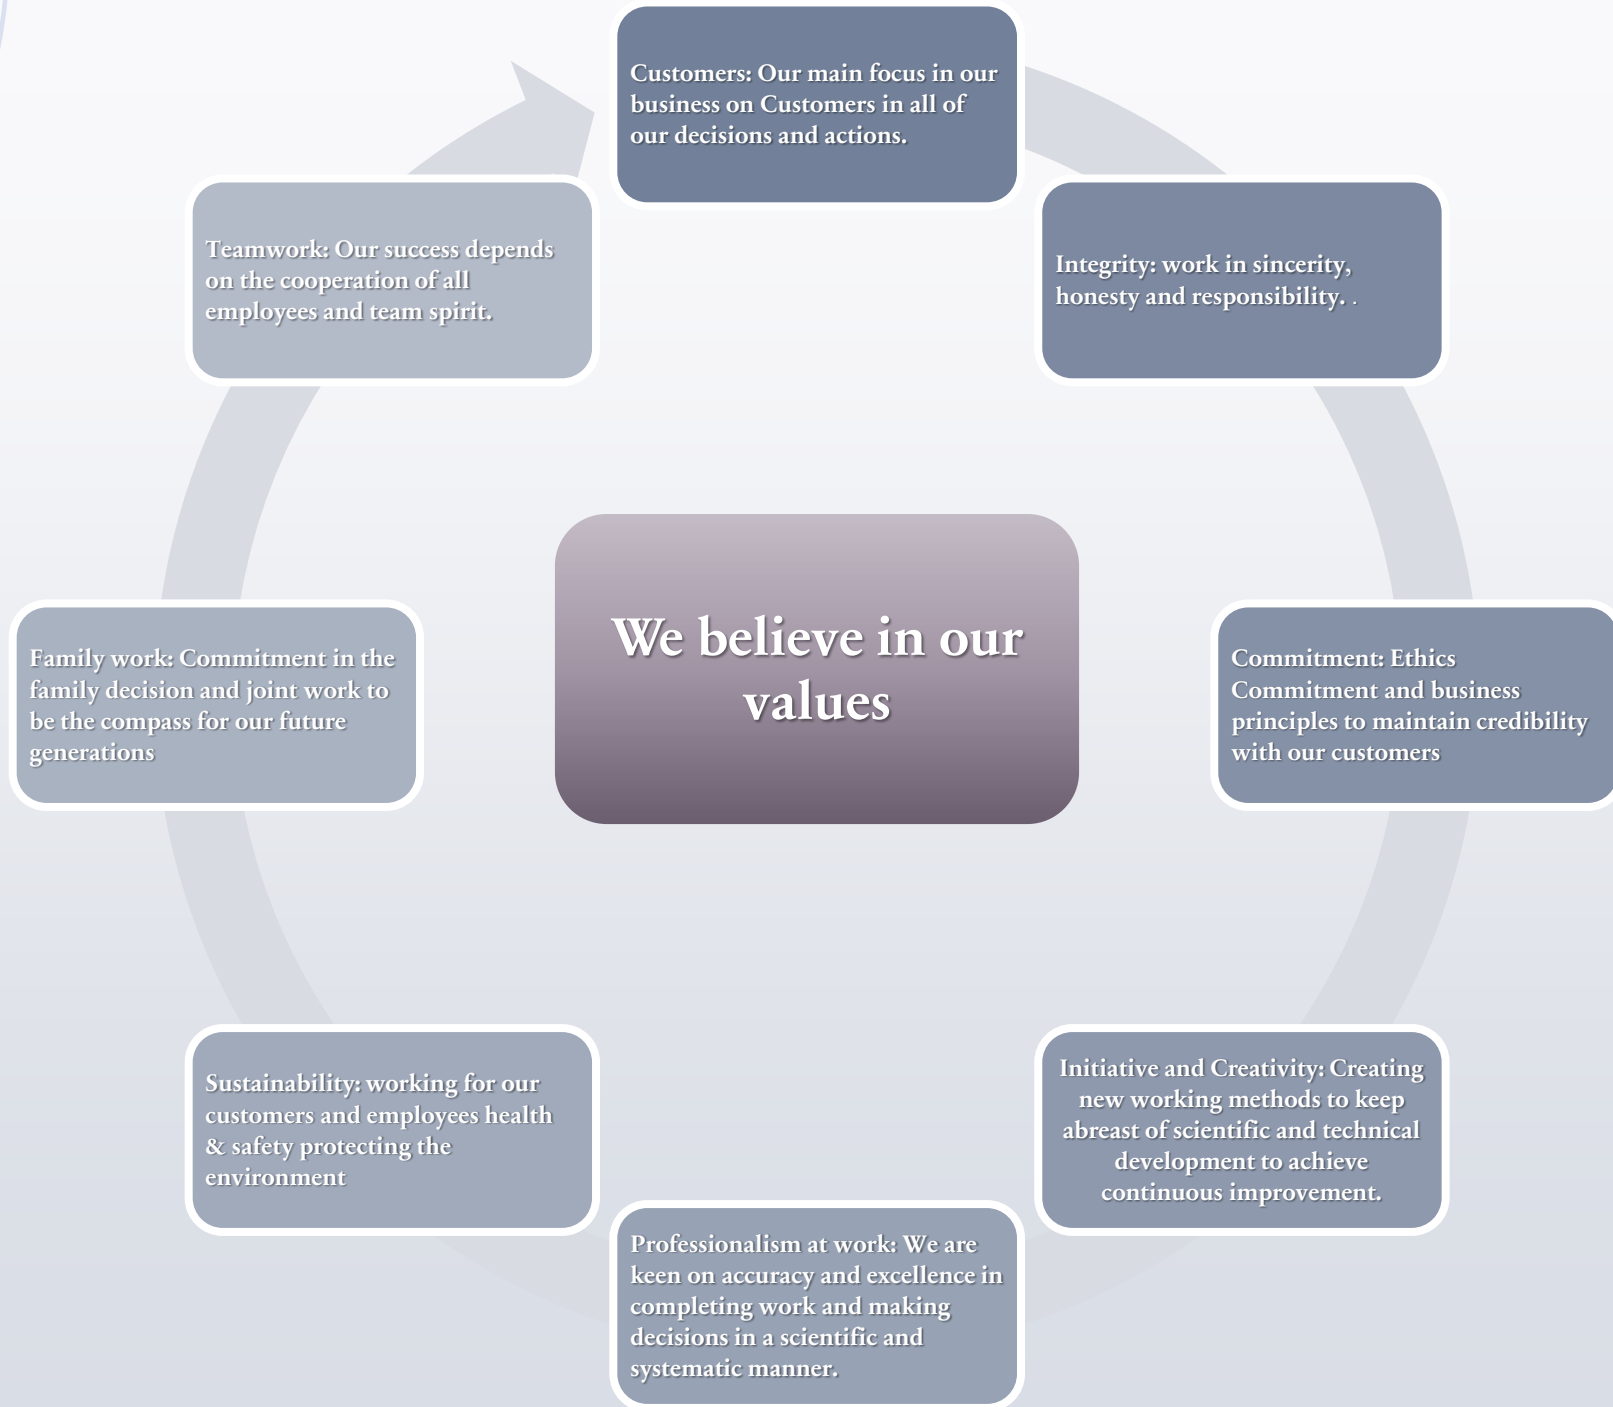 Customers: Our main focus in our
business on Customers in all of
our decisions and actions.
Integrity: work in sincerity,
honesty and responsibility. .
Commitment: Ethics
Commitment and business
principles to maintain credibility
with our customers
Initiative and Creativity: Creating
new working methods to keep
abreast of scientific and technical
development to achieve
continuous improvement.
Professionalism at work: We are
keen on accuracy and excellence in
completing work and making
decisions in a scientific and
systematic manner.
Sustainability: working for our
customers and employees health
& safety protecting the
environment
Family work: Commitment in the
family decision and joint work to
be the compass for our future
generations
Teamwork: Our success depends
on the cooperation of all
employees and team spirit.
We believe in our
values